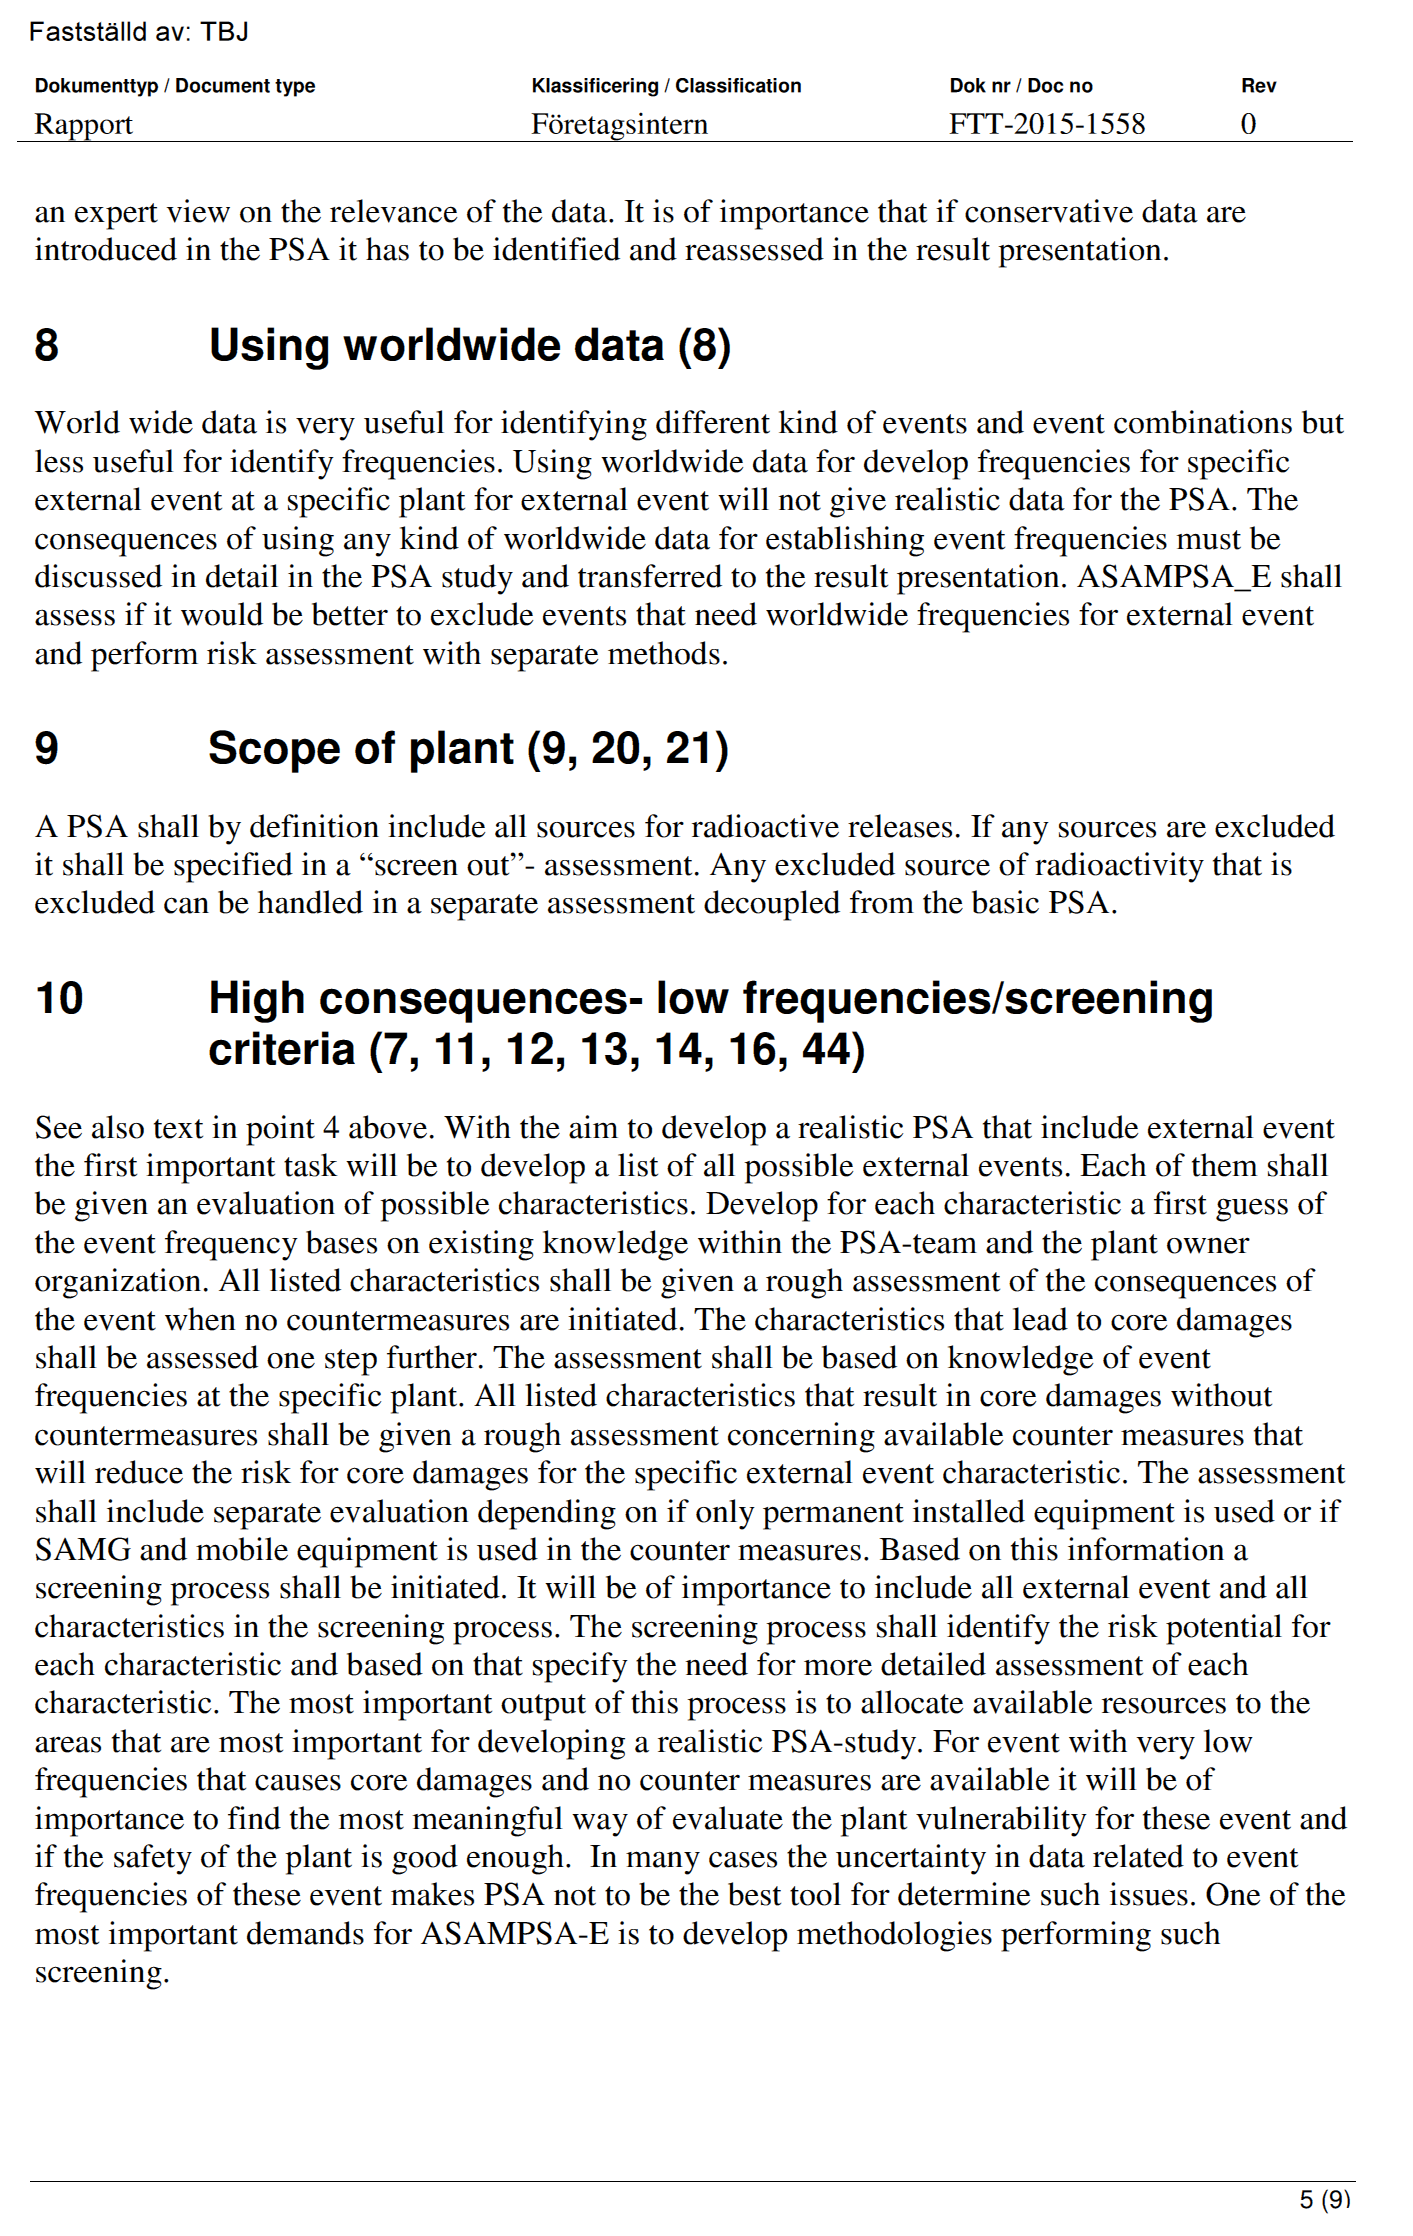 Fastställd av: TBJ
Dokumenttyp / Document type Klassificering / Classification Dok nr / Doc no Rev
Rapport Företagsintern FTT-2015-1558 0
an expert view on the relevance of the data. It is of importance that if conservative data are
introduced in the PSA it has to be identified and reassessed in the result presentation.
8 Using worldwide data (8)
World wide data is very useful for identifying different kind of events and event combinations but
less useful for identify frequencies. Using worldwide data for develop frequencies for specific
external event at a specific plant for external event will not give realistic data for the PSA. The
consequences of using any kind of worldwide data for establishing event frequencies must be
discussed in detail in the PSA study and transferred to the result presentation. ASAMPSA_E shall
assess if it would be better to exclude events that need worldwide frequencies for external event
and perform risk assessment with separate methods.
9 Scope of plant (9, 20, 21)
A PSA shall by definition include all sources for radioactive releases. If any sources are excluded
it shall be specified in a “screen out”- assessment. Any excluded source of radioactivity that is
excluded can be handled in a separate assessment decoupled from the basic PSA.
10 High consequences- low frequencies/screening
criteria (7, 11, 12, 13, 14, 16, 44)
See also text in point 4 above. With the aim to develop a realistic PSA that include external event
the first important task will be to develop a list of all possible external events. Each of them shall
be given an evaluation of possible characteristics. Develop for each characteristic a first guess of
the event frequency bases on existing knowledge within the PSA-team and the plant owner
organization. All listed characteristics shall be given a rough assessment of the consequences of
the event when no countermeasures are initiated. The characteristics that lead to core damages
shall be assessed one step further. The assessment shall be based on knowledge of event
frequencies at the specific plant. All listed characteristics that result in core damages without
countermeasures shall be given a rough assessment concerning available counter measures that
will reduce the risk for core damages for the specific external event characteristic. The assessment
shall include separate evaluation depending on if only permanent installed equipment is used or if
SAMG and mobile equipment is used in the counter measures. Based on this information a
screening process shall be initiated. It will be of importance to include all external event and all
characteristics in the screening process. The screening process shall identify the risk potential for
each characteristic and based on that specify the need for more detailed assessment of each
characteristic. The most important output of this process is to allocate available resources to the
areas that are most important for developing a realistic PSA-study. For event with very low
frequencies that causes core damages and no counter measures are available it will be of
importance to find the most meaningful way of evaluate the plant vulnerability for these event and
if the safety of the plant is good enough.  In many cases the uncertainty in data related to event
frequencies of these event makes PSA not to be the best tool for determine such issues. One of the
most important demands for ASAMPSA-E is to develop methodologies performing such
screening.
5 (9)